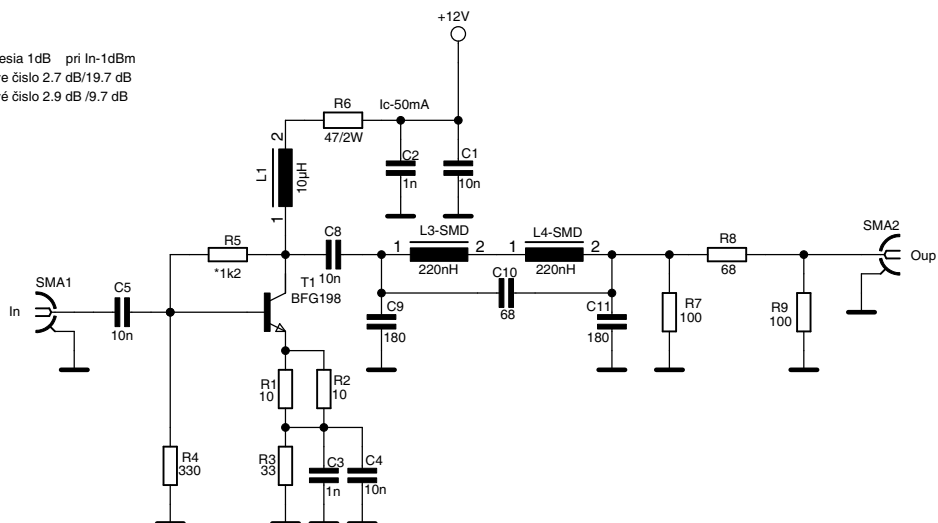 +12V
esia 1dB pri In-1dBm
e čislo 2.7 dB/19.7 dB
é čislo 2.9 dB /9.7 dB
R6
Ic-50mA
47/2W
2
L1
10µH
1
C2
1n
C1
10n
SMA2
R5
*1k2
C8
10n
1
L3-SMD
2
220nH
1
L4-SMD
2
220nH
R8
68
Oup
SMA1
In
C5
10n
T1
BFG198
C9
180
C10
68
C11
180
R7
100
R9
100
R1
10
R2
10
R4
330
R3
33
C3
1n
C4
10n